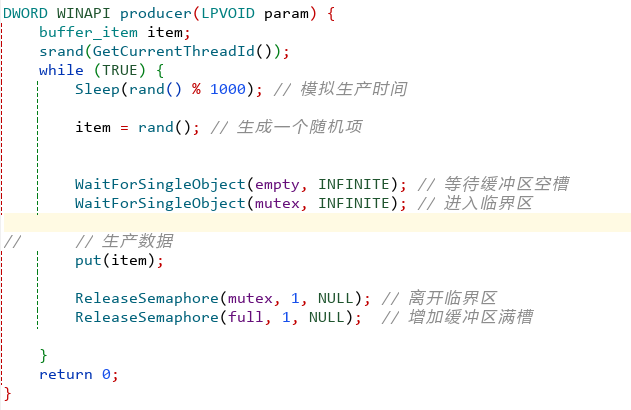 DWORD WINAPI producer(LPVOID param) {
    buffer_item item;
    srand(GetCurrentThreadId());
    while (TRUE) {
        Sleep(rand() % 1000); // 模拟生产时间
        item = rand(); // 生成一个随机项
        WaitForSingleObject(empty, INFINITE); // 等待缓冲区空槽
        WaitForSingleObject(mutex, INFINITE); // 进入临界区
//      // 生产数据
        put(item);
        ReleaseSemaphore(mutex, 1, NULL); // 离开临界区
        ReleaseSemaphore(full, 1, NULL);  // 增加缓冲区满槽
    }
    return 0;
}